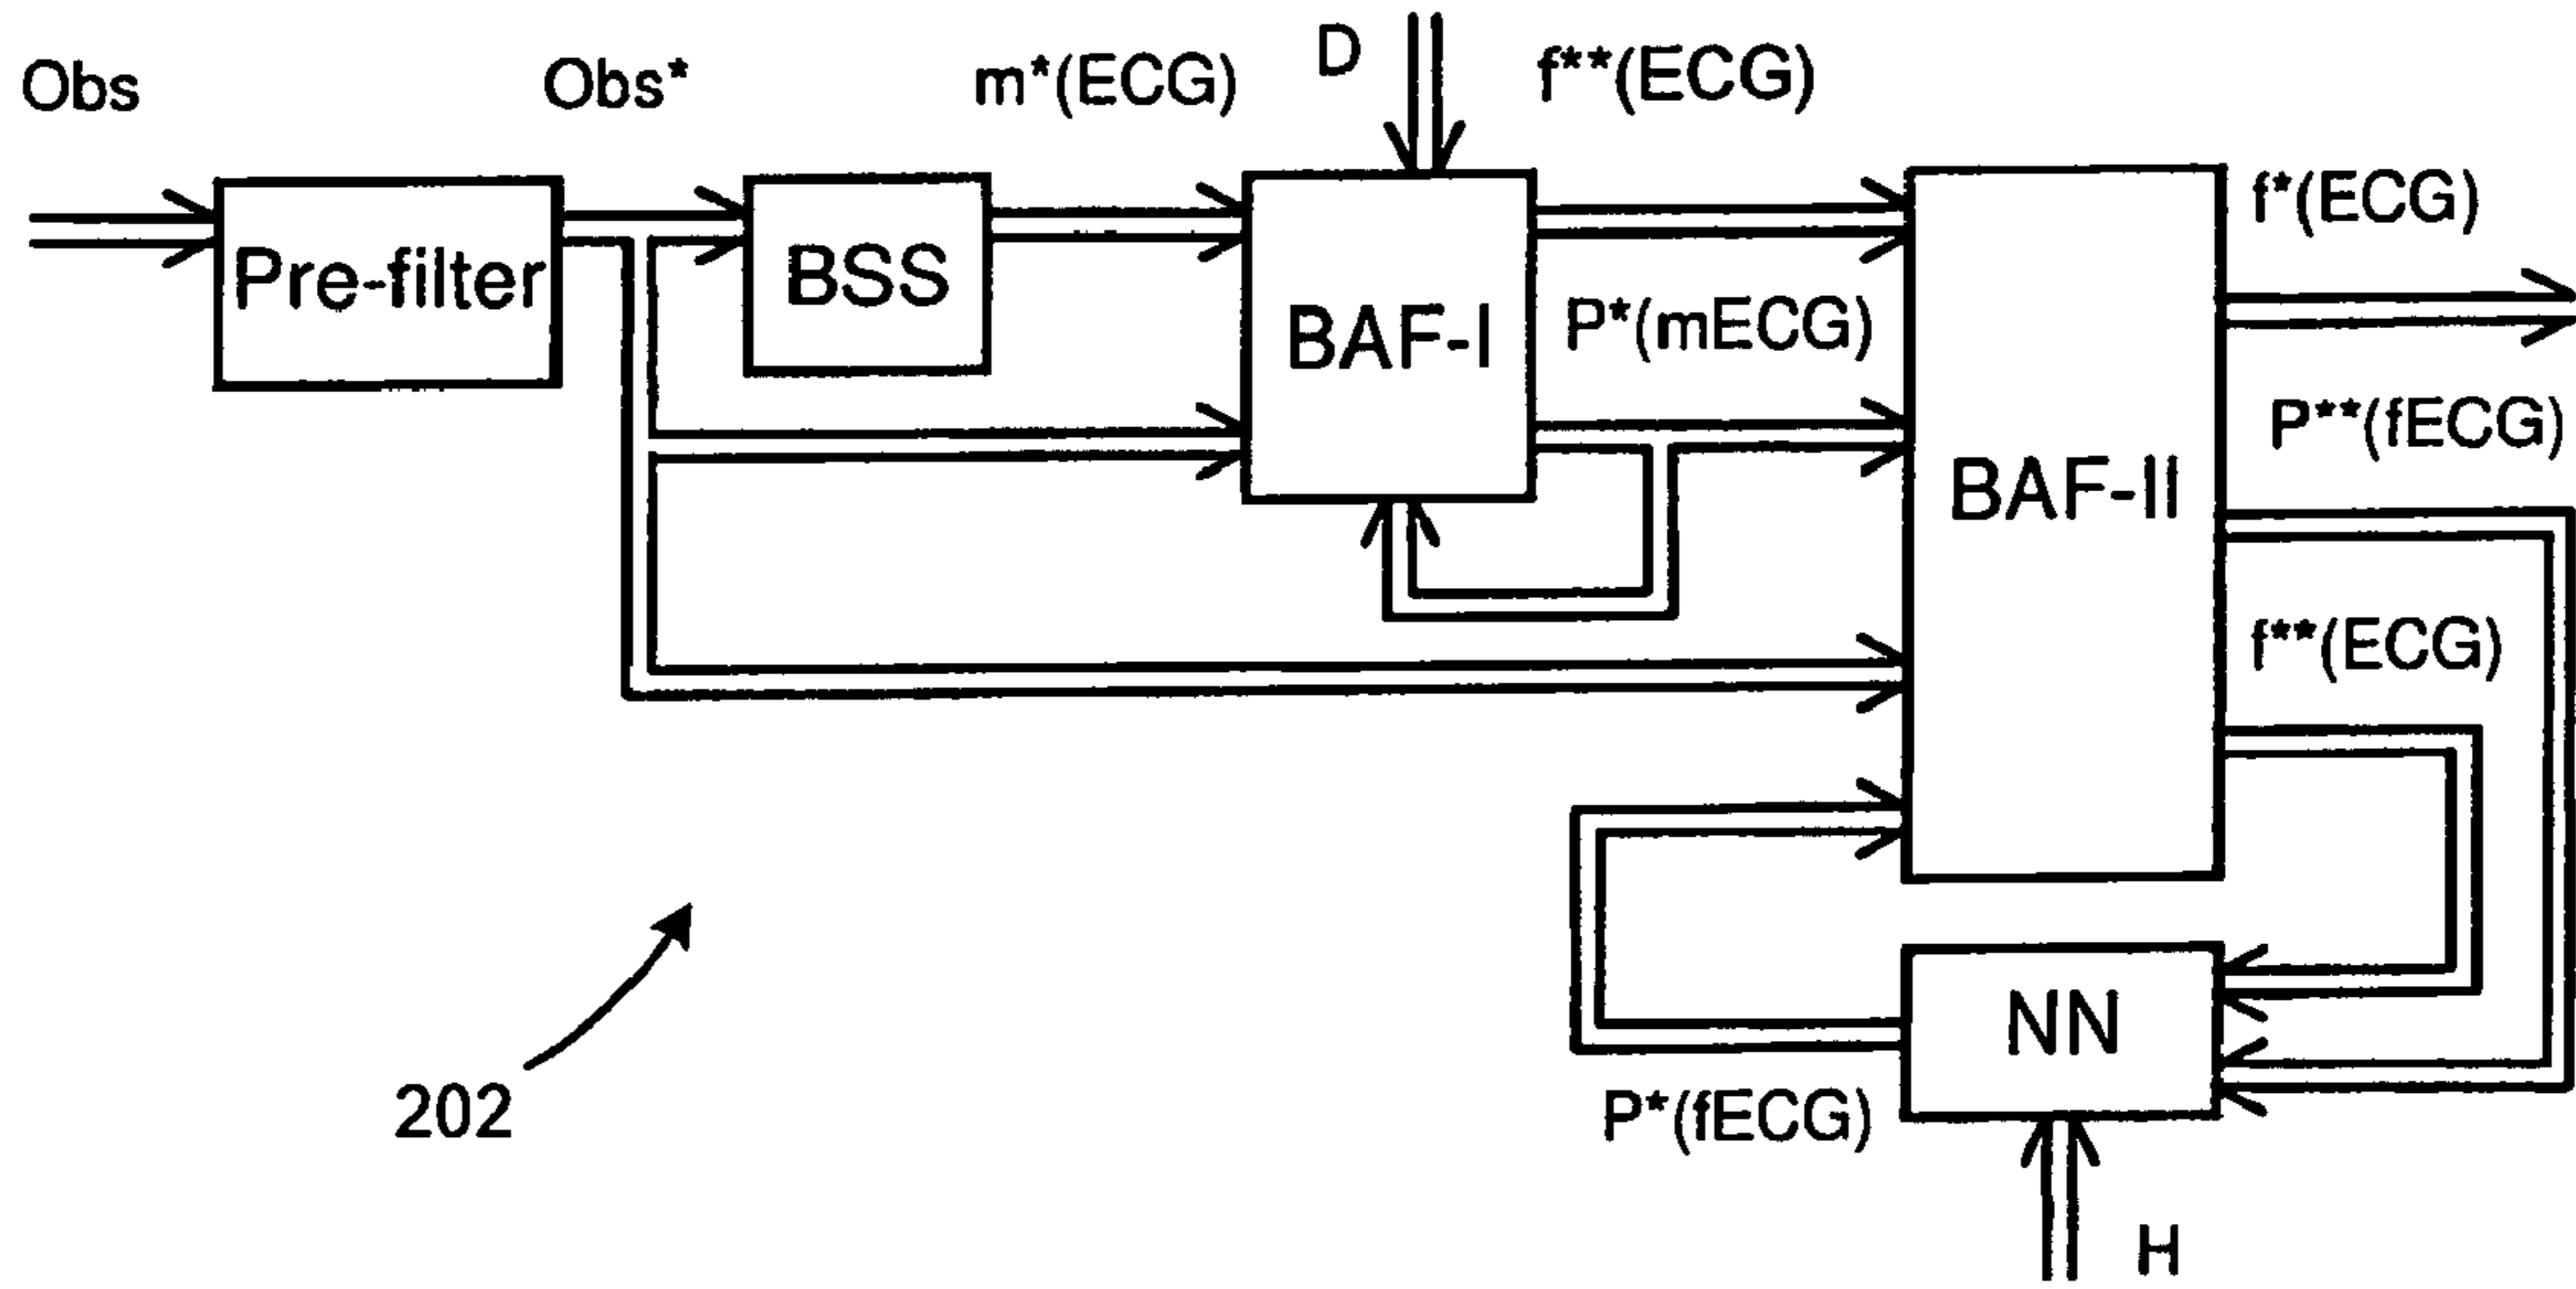 Obs
Obs*
m*(ECG)
D
f**(ECG)
Pre-filter
BSS
BAF-I
P*(mECG)
BAF-II
f*(ECG)
P**(fECG)
f**(ECG)
NN
P*(fECG)
H
202